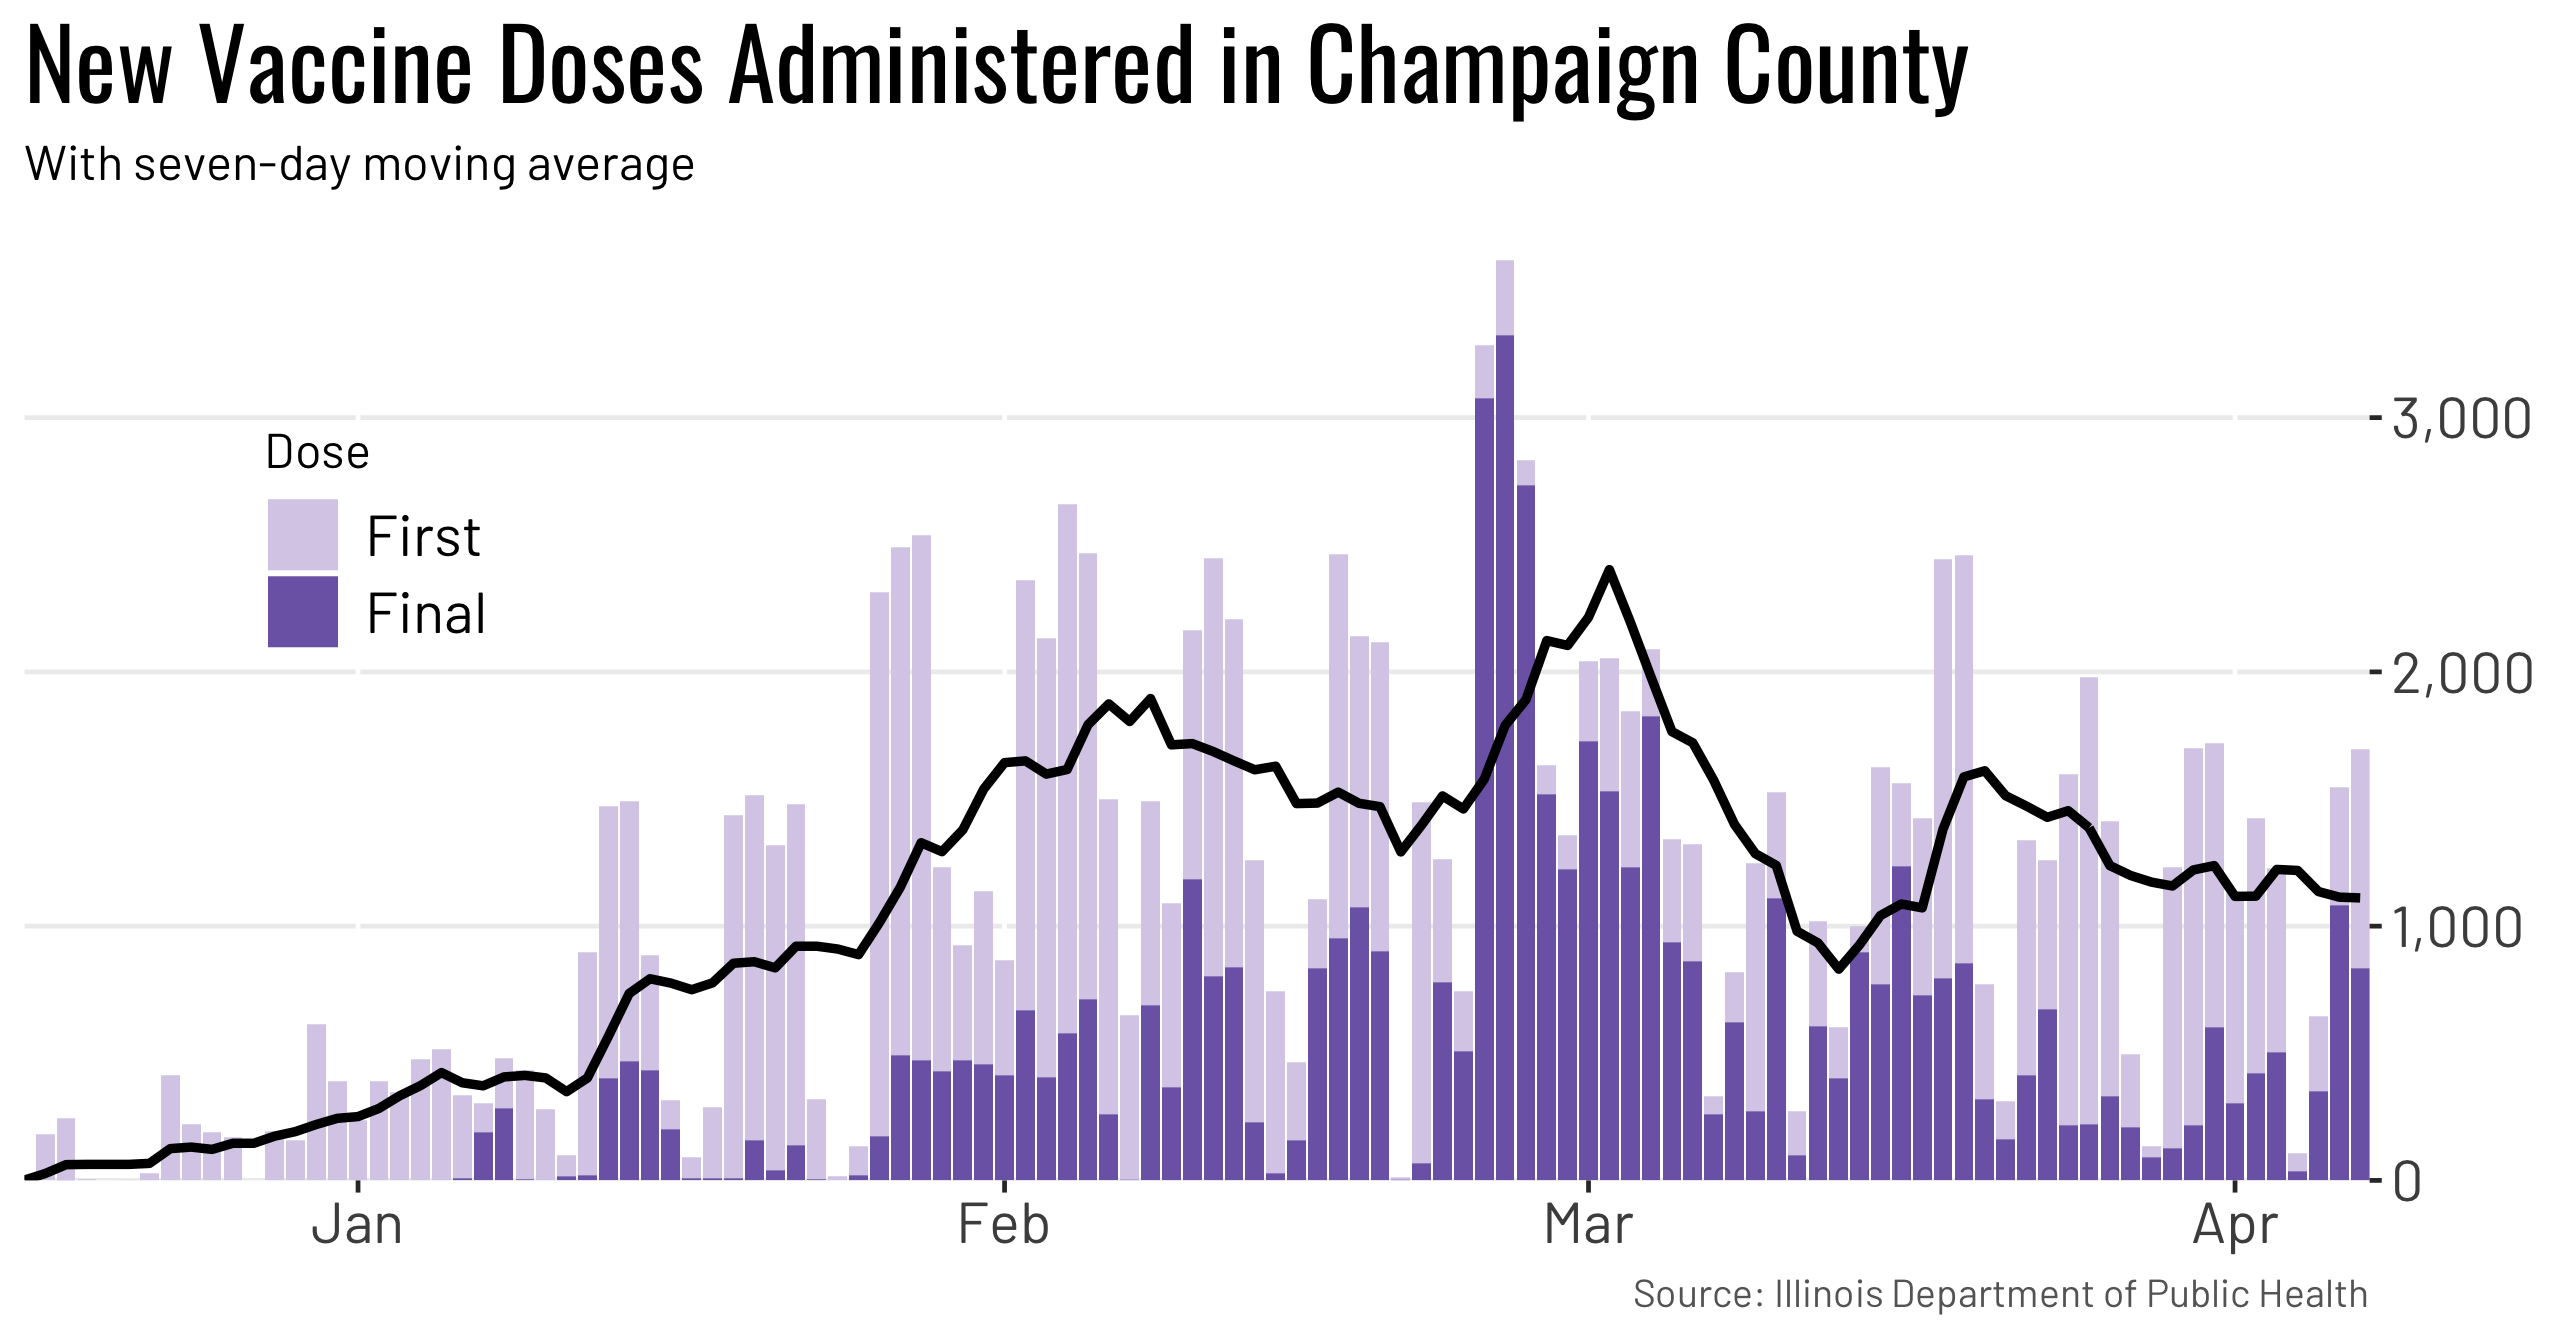 New Vaccine Doses Administered in Champaign County
With seven-day moving average
3,000
Dose
First
Final
2,000
1,000
0
Jan Feb Mar Apr
Source: Illinois Department of Public Health